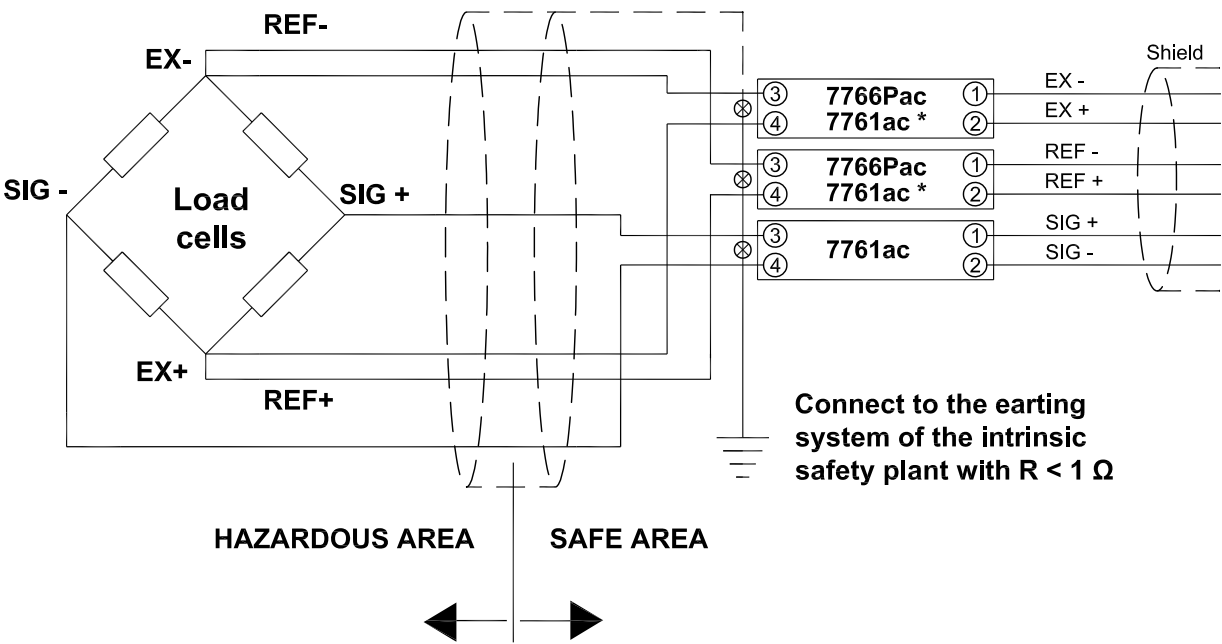 REF-
EX-
Shield
SIG -
SIG +
Load
cells
EX+
REF+
3 7766Pac 1
4 7761ac * 2
EX -
EX +
3 7766Pac 1
4 7761ac * 2
REF -
REF +
3 7761ac 1
4 2
SIG +
SIG -
Connect to the earting
system of the intrinsic
safety plant with R < 1 Ω
HAZARDOUS AREA
SAFE AREA